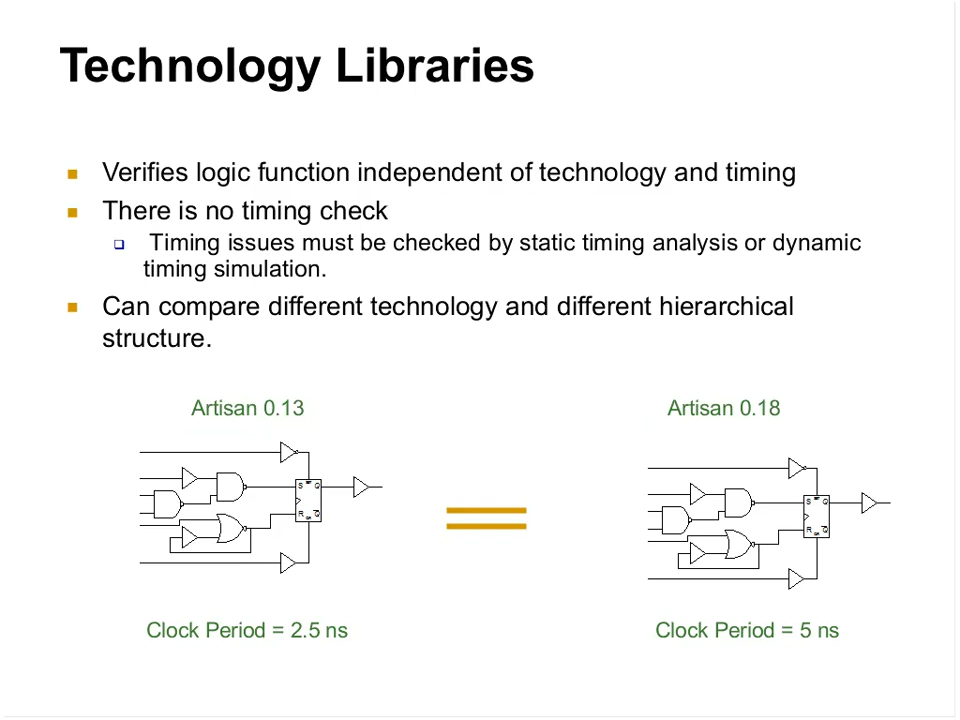 Technology Libraries
Verifies logic function independent of technology and timing
There is no timing check
Timing issues must be checked by static timing analysis or dynamic
timing simulation.
Can compare different technology and different hierarchical
structure.
Artisan 0.13
Artisan 0.18
S Q
R Q
S Q
R Q
Clock Period = 2.5 ns
Clock Period = 5 ns